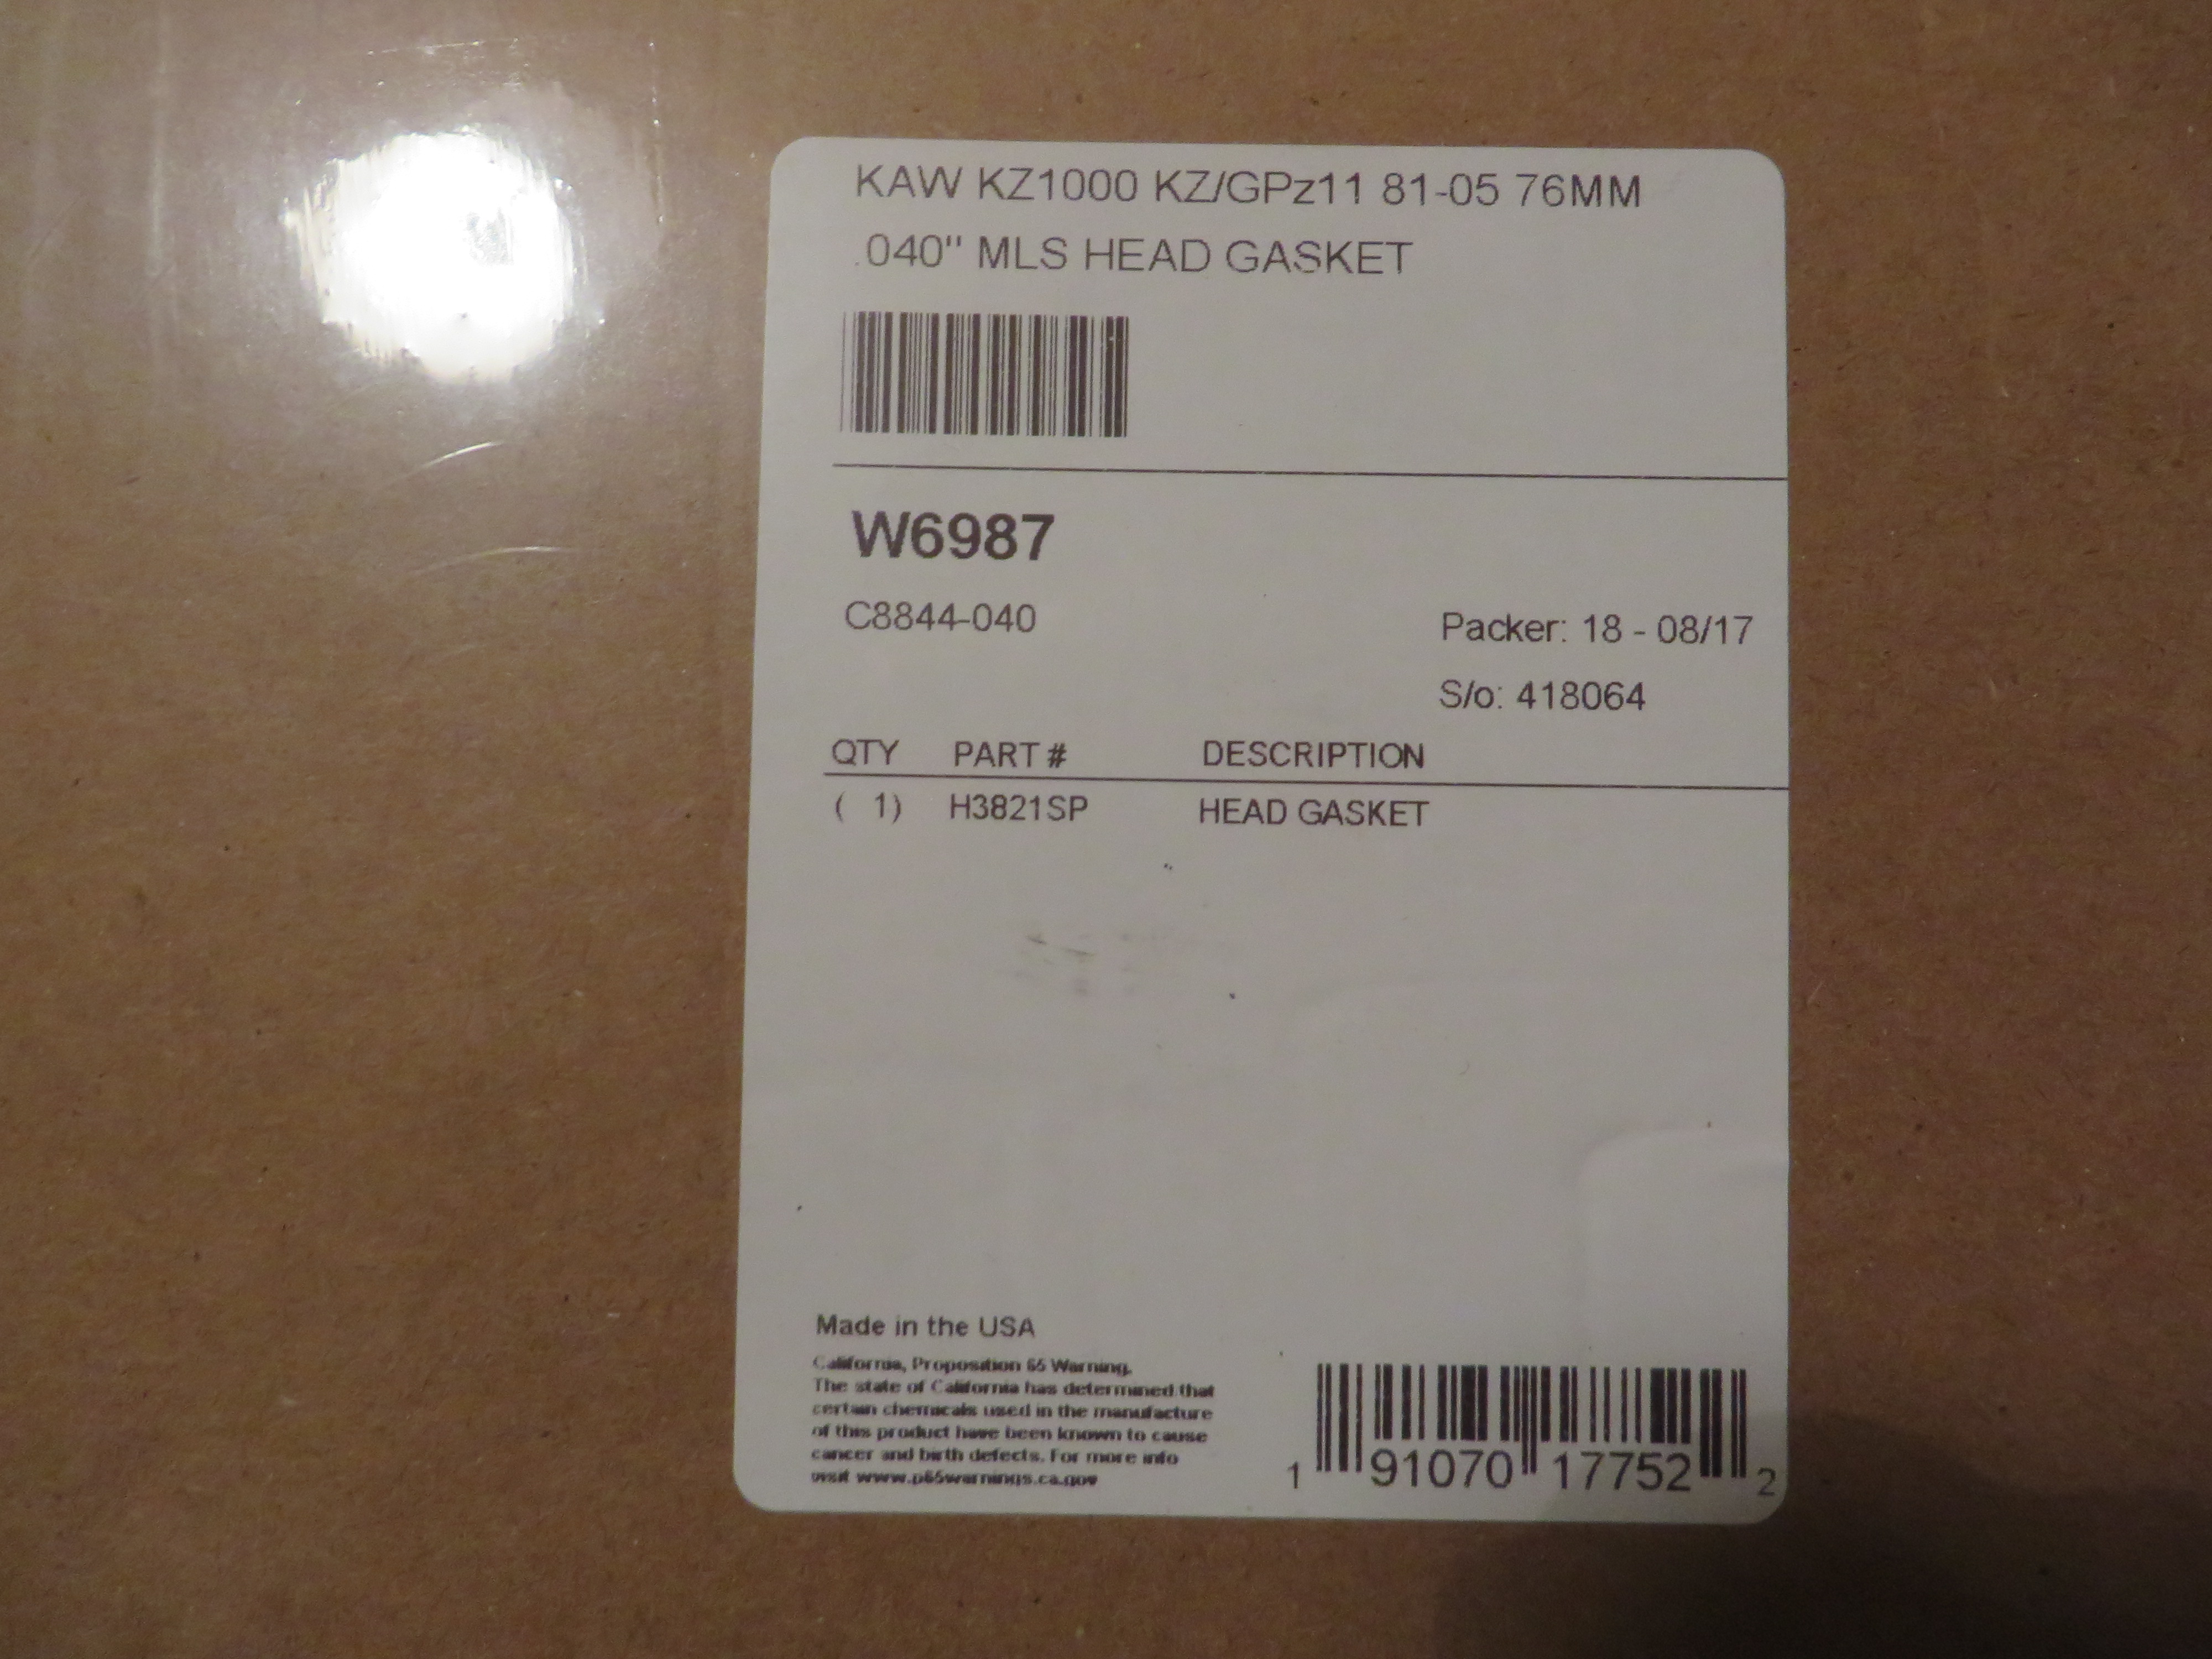 KAW KZ1000 KZ/GPz11 81-05 76MM
.040" MLS HEAD GASKET
W6987
C8844-040
Packer: 18 - 08/17
S/o: 418064
QTY PART # DESCRIPTION
( 1) H3821SP HEAD GASKET
Made in the USA
California, Proposition 65 Warning.
The state of California has determined that
certain chemicals used in the manufacture
of this product have been known to cause
cancer and birth defects. For more info
visit www.p65warnings.ca.gov
1 91070 17752 2